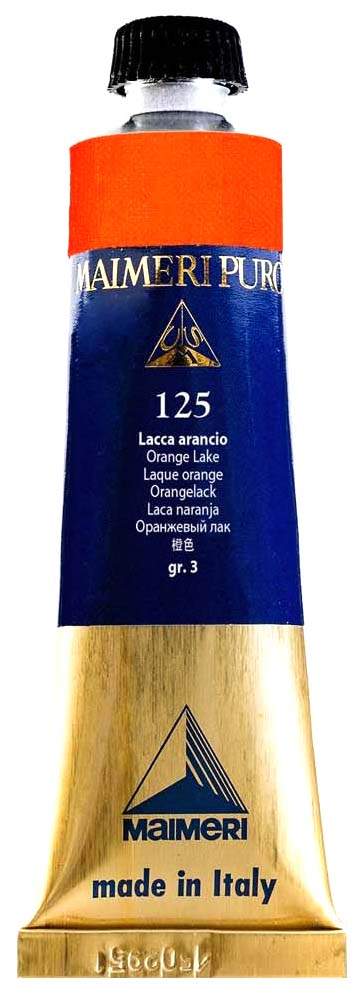 MAIMERI PURO
125
Lacca arancio
Orange Lake
Laque orange
Orangelack
Laca naranja
Оранжевый лак
橙色
gr. 3
MAIMERI
made in Italy